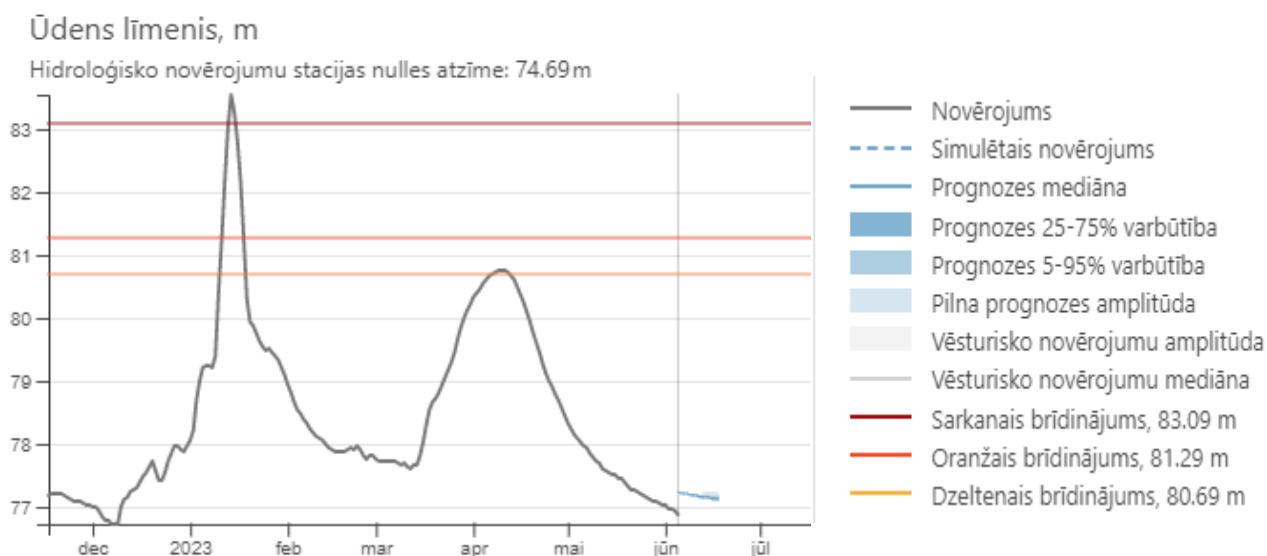 Ūdens līmenis, m
Hidroloģisko novērojumu stacijas nulles atzīme: 74.69m
83
82
81
80
79
78
77
dec 2023 feb mar apr mai jūn jūl
Novērojums
Simulētais novērojums
Prognozes mediāna
Prognozes 25-75% varbūtība
Prognozes 5-95% varbūtība
Pilna prognozes amplitūda
Vēsturisko novērojumu amplitūda
Vēsturisko novērojumu mediāna
Sarkanais brīdinājums, 83.09 m
Oranžais brīdinājums, 81.29 m
Dzeltenais brīdinājums, 80.69 m